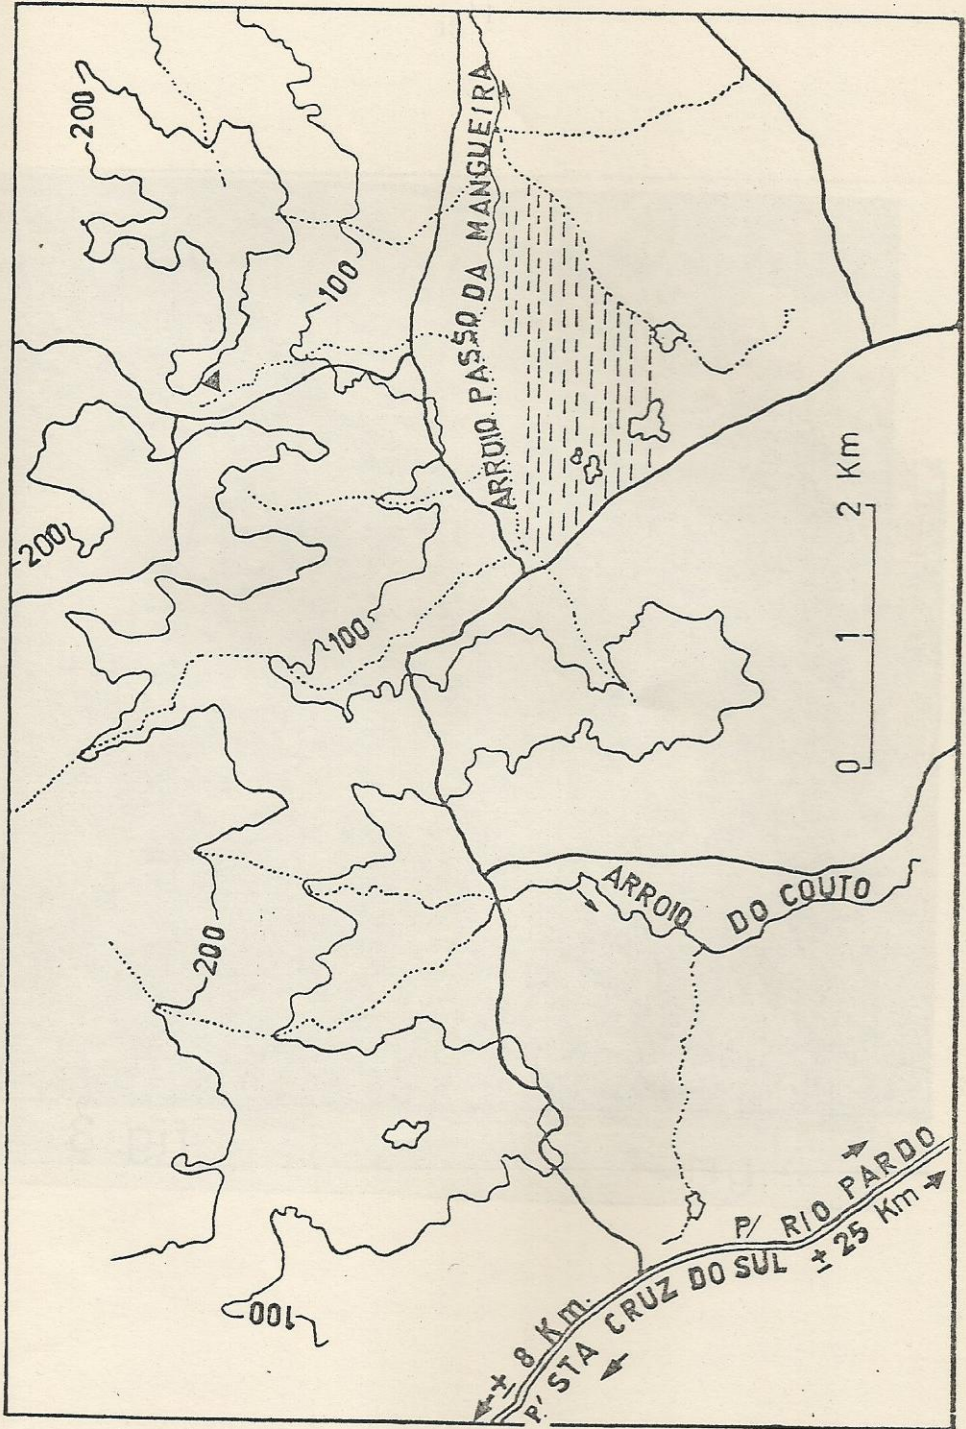 200
100
200
100
200
100
ARROIO PASSO DA MANGUEIRA
ARROIO DO COUTO
0 1 2 Km
± 8 Km.
P/ STA CRUZ DO SUL
P/ RIO PARDO
± 25 Km